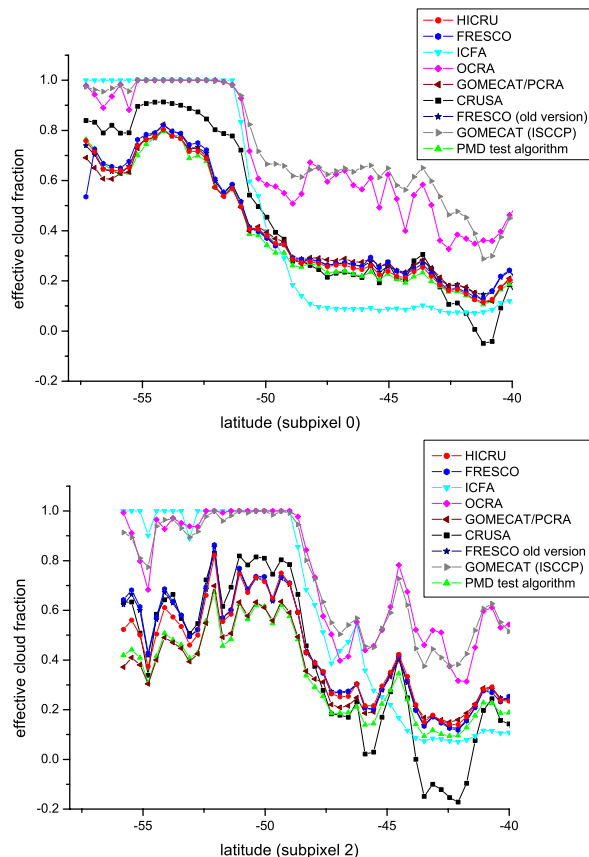 HICRU
FRESCO
ICFA
OCRA
GOMECAT/PCRA
CRUSA
FRESCO (old version)
GOMECAT (ISCCP)
PMD test algorithm
effective cloud fraction
1.0
0.8
0.6
0.4
0.2
0.0
-0.2
-55
-50
-45
-40
latitude (subpixel 0)
HICRU
FRESCO
ICFA
OCRA
GOMECAT/PCRA
CRUSA
FRESCO old version
GOMECAT (ISCCP)
PMD test algorithm
effective cloud fraction
1.0
0.8
0.6
0.4
0.2
0.0
-0.2
-55
-50
-45
-40
latitude (subpixel 2)